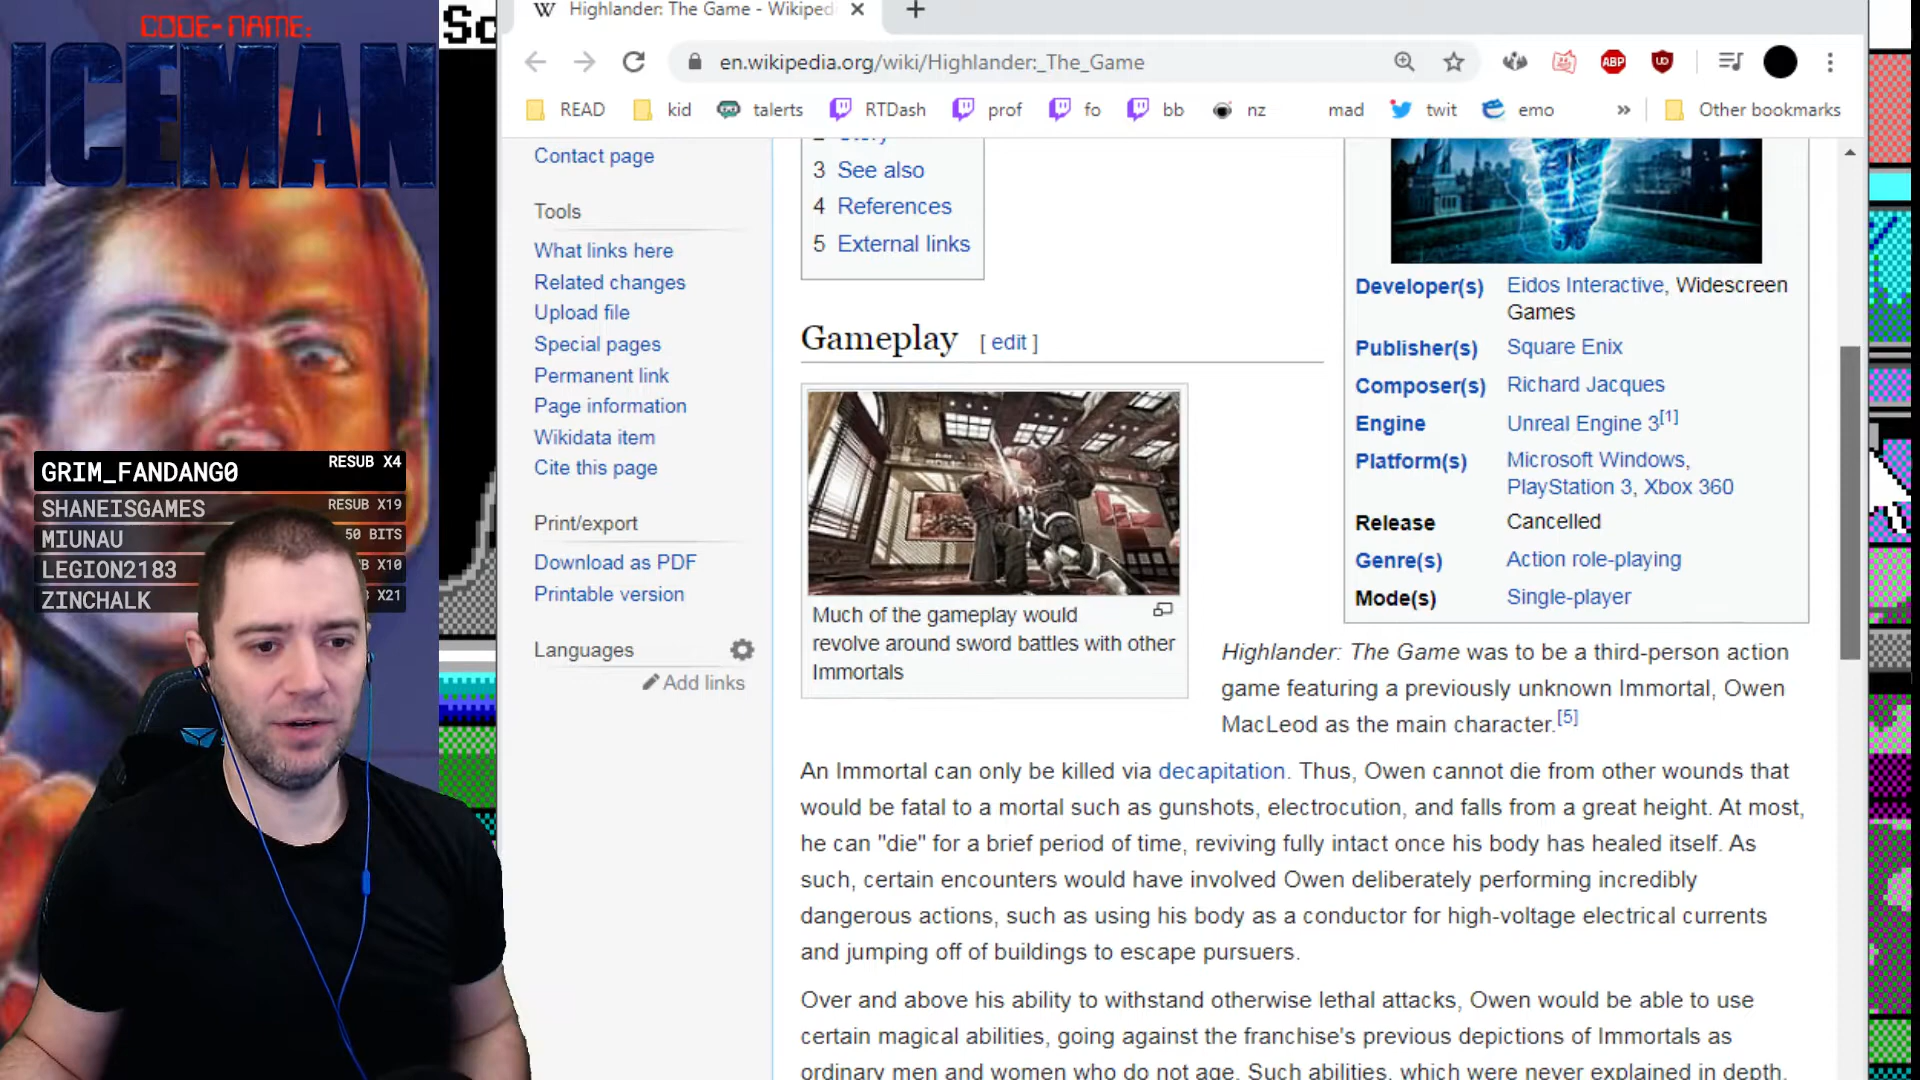 CODE-NAME:
ICEMAN
GRIM_FANDANG0 RESUB X4
SHANEISGAMES RESUB X19
MIUNAU 50 BITS
LEGION2183 X10
ZINCHALK X21
Sc
Highlander: The Game - Wikiped
en.wikipedia.org/wiki/Highlander:_The_Game
ABP
READ kid talerts RTDash prof fo bb nz mad twit emo » Other bookmarks
Contact page
Tools
What links here
Related changes
Upload file
Special pages
Permanent link
Page information
Wikidata item
Cite this page
Print/export
Download as PDF
Printable version
Languages
Add links
2 Story
3 See also
4 References
5 External links
Gameplay [ edit ]
Much of the gameplay would
revolve around sword battles with other
Immortals
Developer(s) Eidos Interactive, Widescreen
Games
Publisher(s) Square Enix
Composer(s) Richard Jacques
Engine Unreal Engine 3[1]
Platform(s) Microsoft Windows,
PlayStation 3, Xbox 360
Release Cancelled
Genre(s) Action role-playing
Mode(s) Single-player
Highlander: The Game was to be a third-person action
game featuring a previously unknown Immortal, Owen
MacLeod as the main character.[5]
An Immortal can only be killed via decapitation. Thus, Owen cannot die from other wounds that
would be fatal to a mortal such as gunshots, electrocution, and falls from a great height. At most,
he can "die" for a brief period of time, reviving fully intact once his body has healed itself. As
such, certain encounters would have involved Owen deliberately performing incredibly
dangerous actions, such as using his body as a conductor for high-voltage electrical currents
and jumping off of buildings to escape pursuers.
Over and above his ability to withstand otherwise lethal attacks, Owen would be able to use
certain magical abilities, going against the franchise's previous depictions of Immortals as
ordinary men and women who do not age. Such abilities, which were never explained in depth,